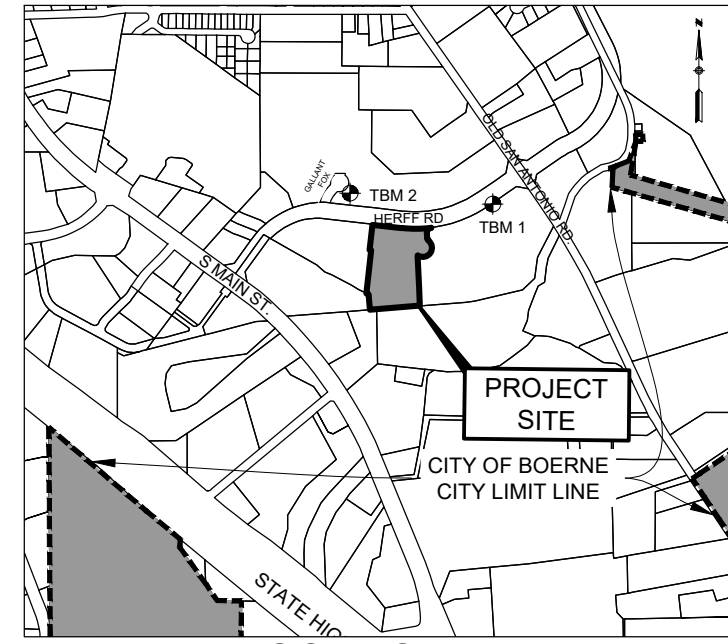 N
OLD SAN ANTONIO RD.
GALLANT
FOX
TBM 2
TBM 1
HERFF RD
S MAIN ST.
PROJECT
SITE
CITY OF BOERNE
CITY LIMIT LINE
STATE